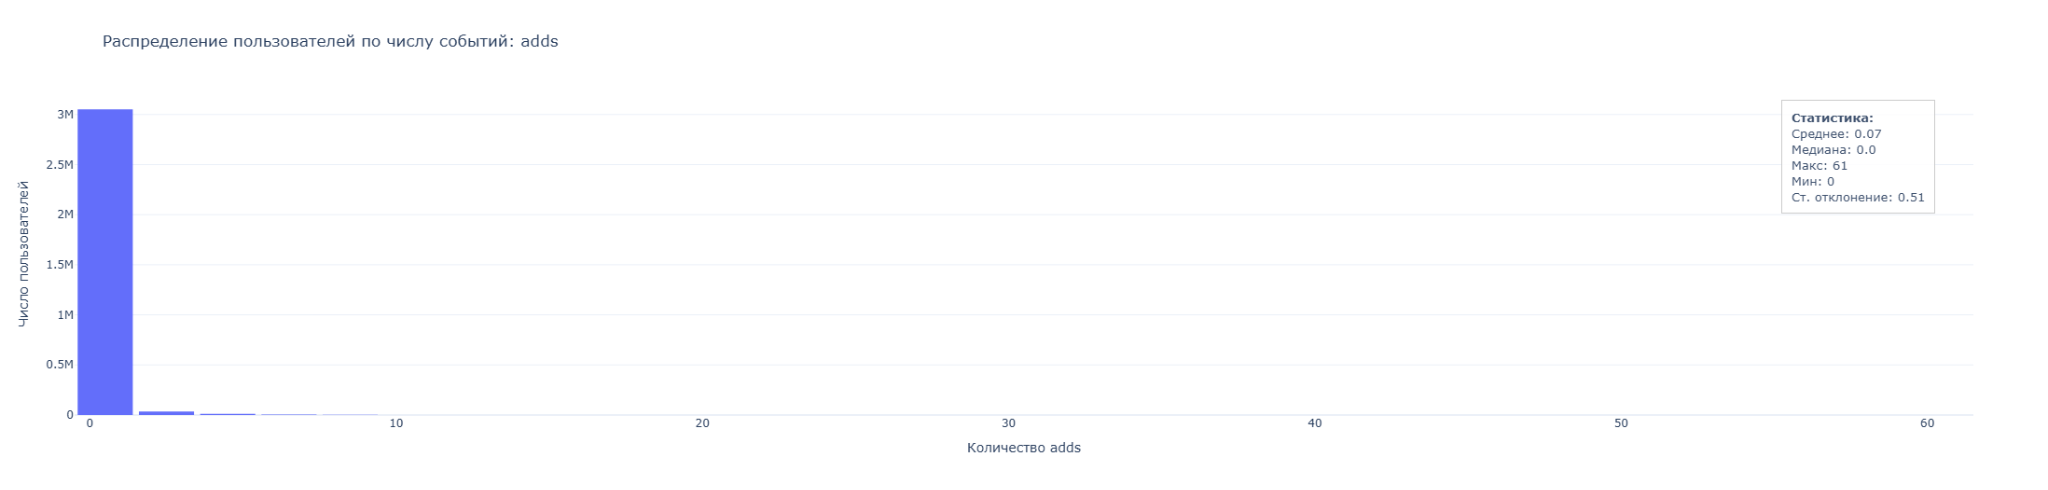 Распределение пользователей по числу событий: adds
Число пользователей
3M
2.5M
2M
1.5M
1M
0.5M
0
0 10 20 30 40 50 60
Количество adds
Статистика:
Среднее: 0.07
Медиана: 0.0
Макс: 61
Мин: 0
Ст. отклонение: 0.51